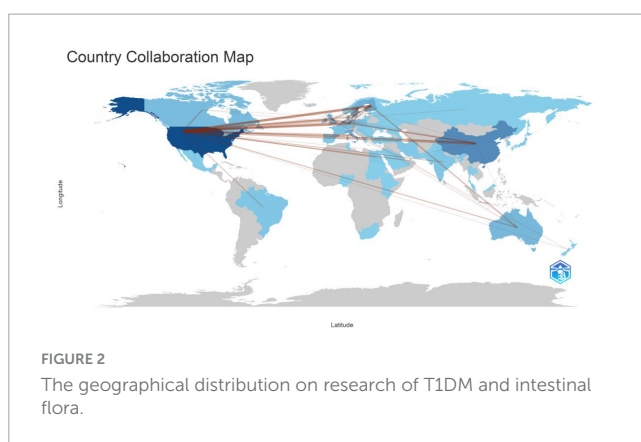 Country Collaboration Map
Longitude
Latitude
FIGURE 2
The geographical distribution on research of T1DM and intestinal
flora.